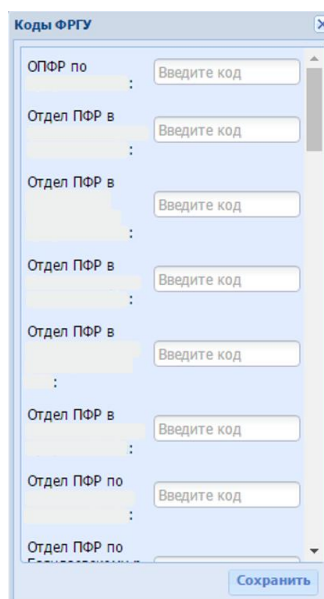 Коды ФРГУ
ОПФР по
:
Введите код
Отдел ПФР в
:
Введите код
Отдел ПФР в
:
Введите код
Отдел ПФР в
:
Введите код
Отдел ПФР в
:
Введите код
Отдел ПФР в
:
Введите код
Отдел ПФР по
:
Введите код
Отдел ПФР по
Сохранить